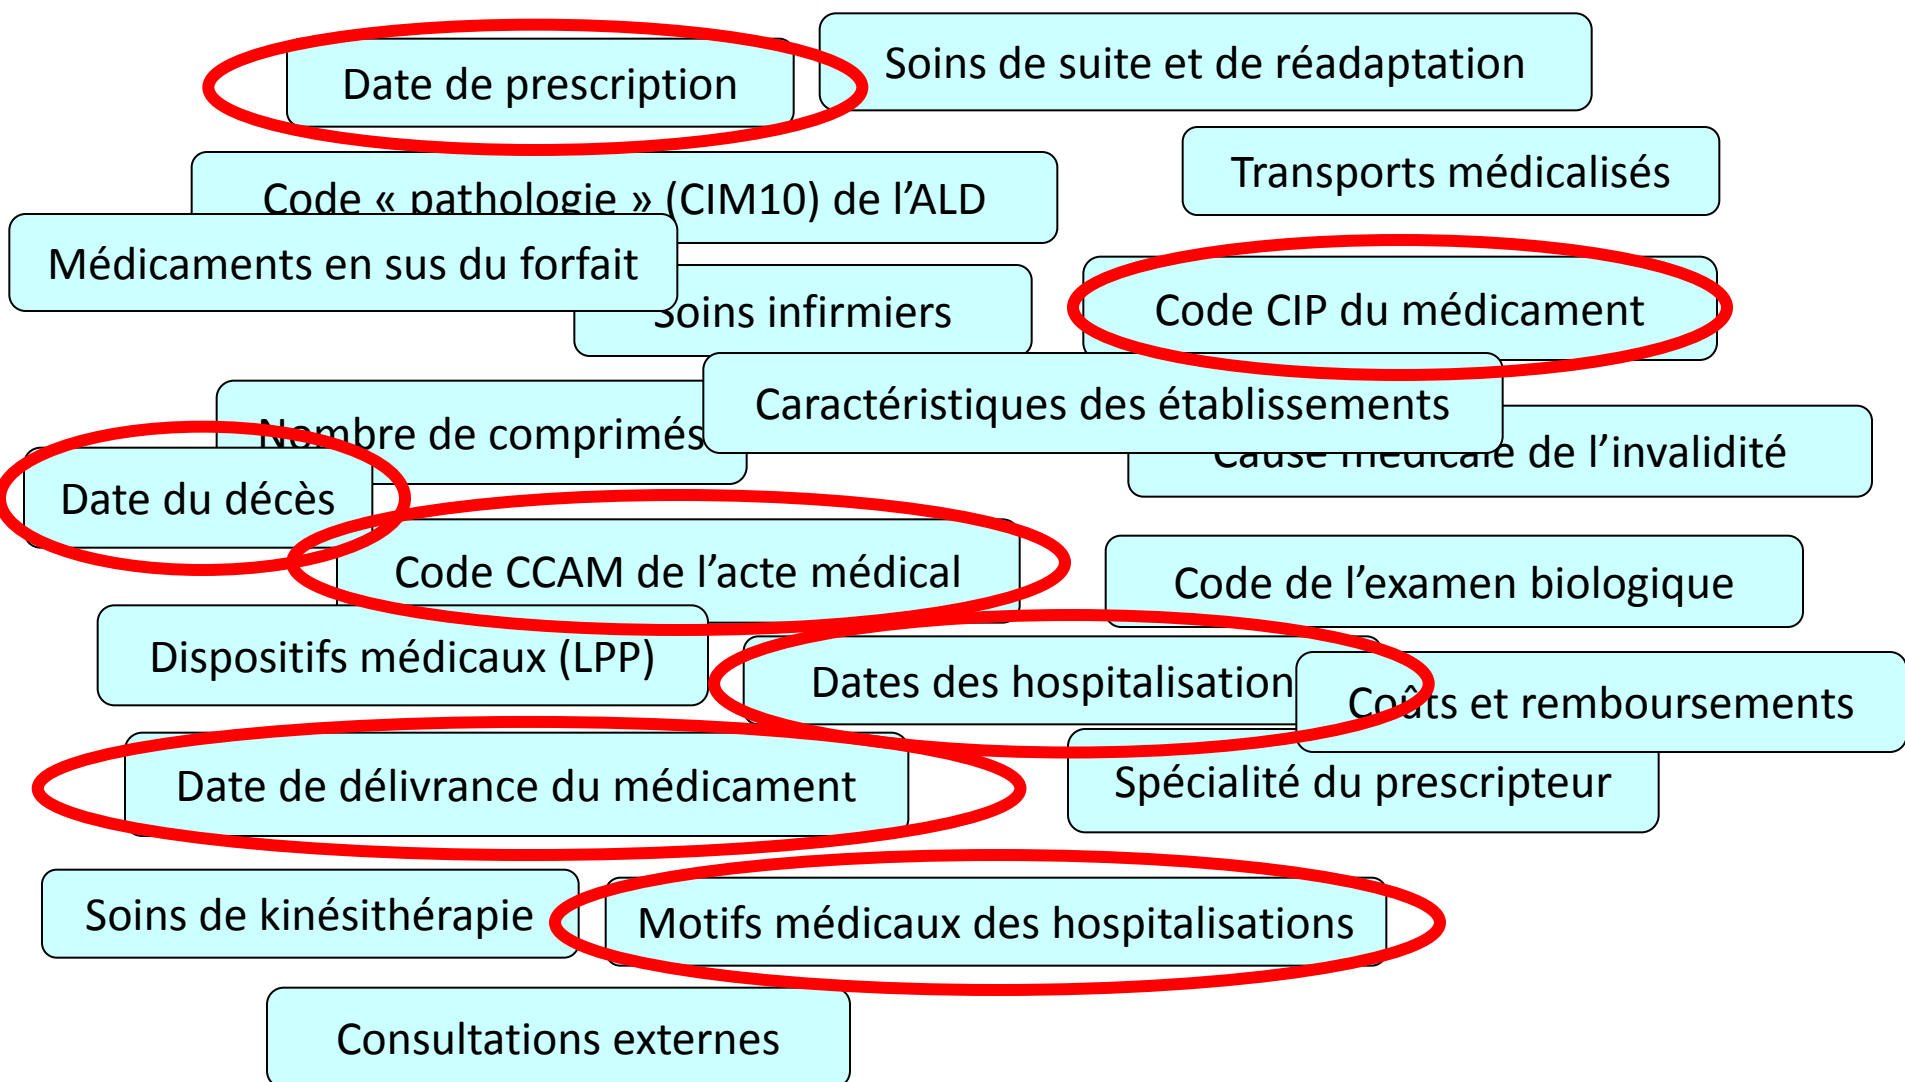 Date de prescription
Soins de suite et de réadaptation
Transports médicalisés
Code « pathologie » (CIM10) de l’ALD
Médicaments en sus du forfait
Soins infirmiers
Code CIP du médicament
Caractéristiques des établissements
Nombre de comprimés
Cause médicale de l’invalidité
Date du décès
Code CCAM de l’acte médical
Code de l’examen biologique
Dispositifs médicaux (LPP)
Dates des hospitalisation
Coûts et remboursements
Date de délivrance du médicament
Spécialité du prescripteur
Soins de kinésithérapie
Motifs médicaux des hospitalisations
Consultations externes